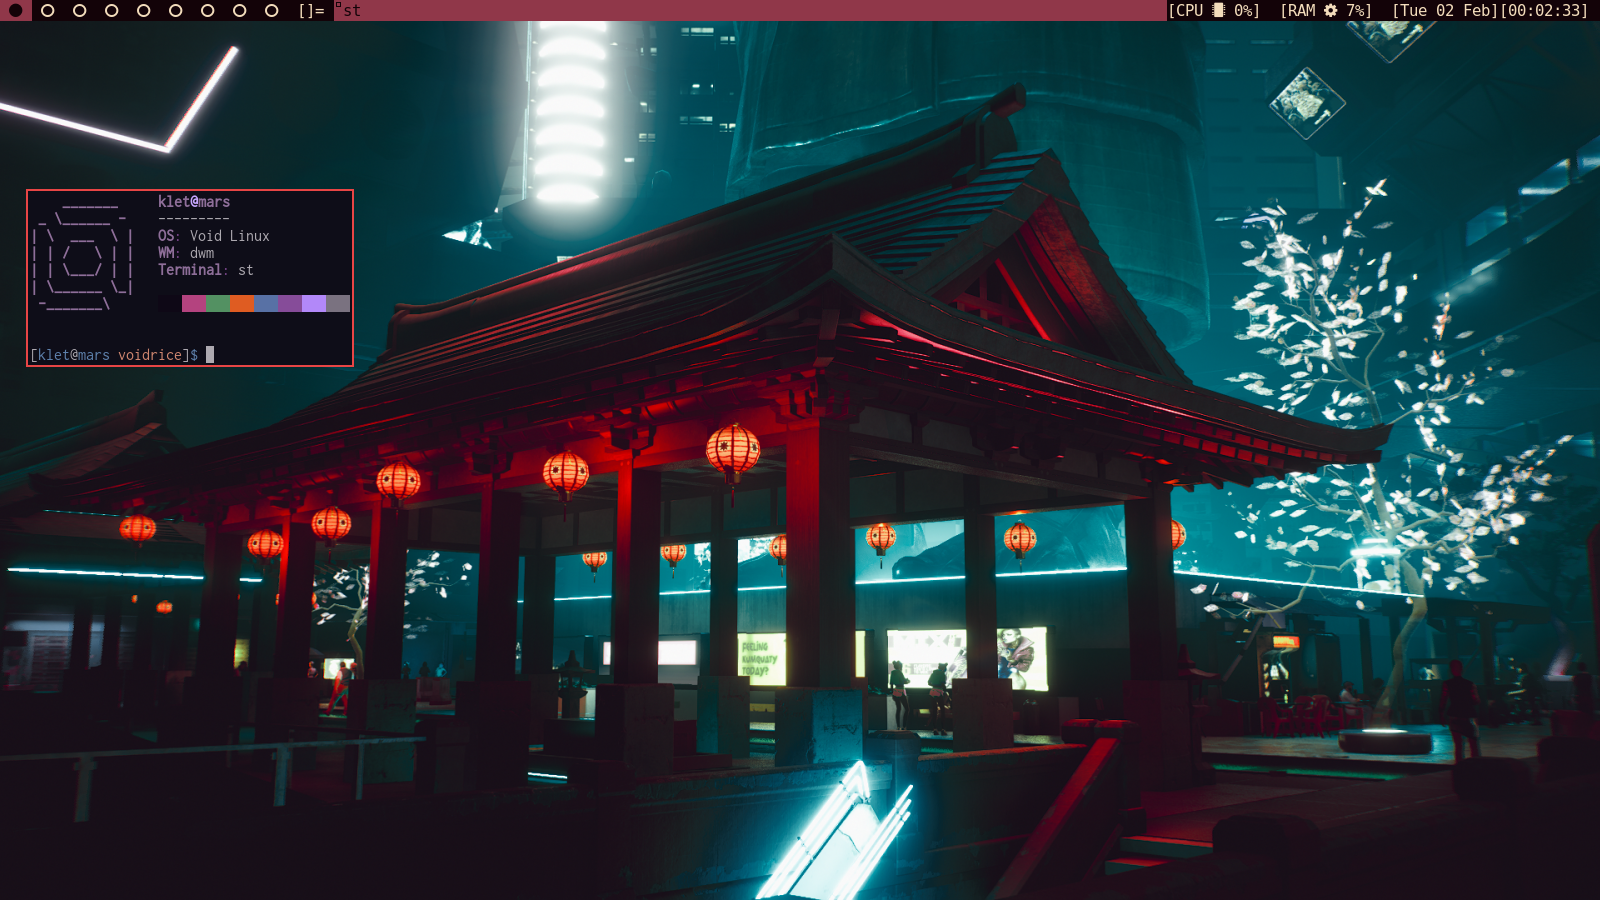 []= st [CPU 0%] [RAM 7%] [Tue 02 Feb][00:02:33]
klet@mars
---------
OS: Void Linux
WM: dwm
Terminal: st
[klet@mars voidrice]$
FEELING
KUMQUATY
TODAY?